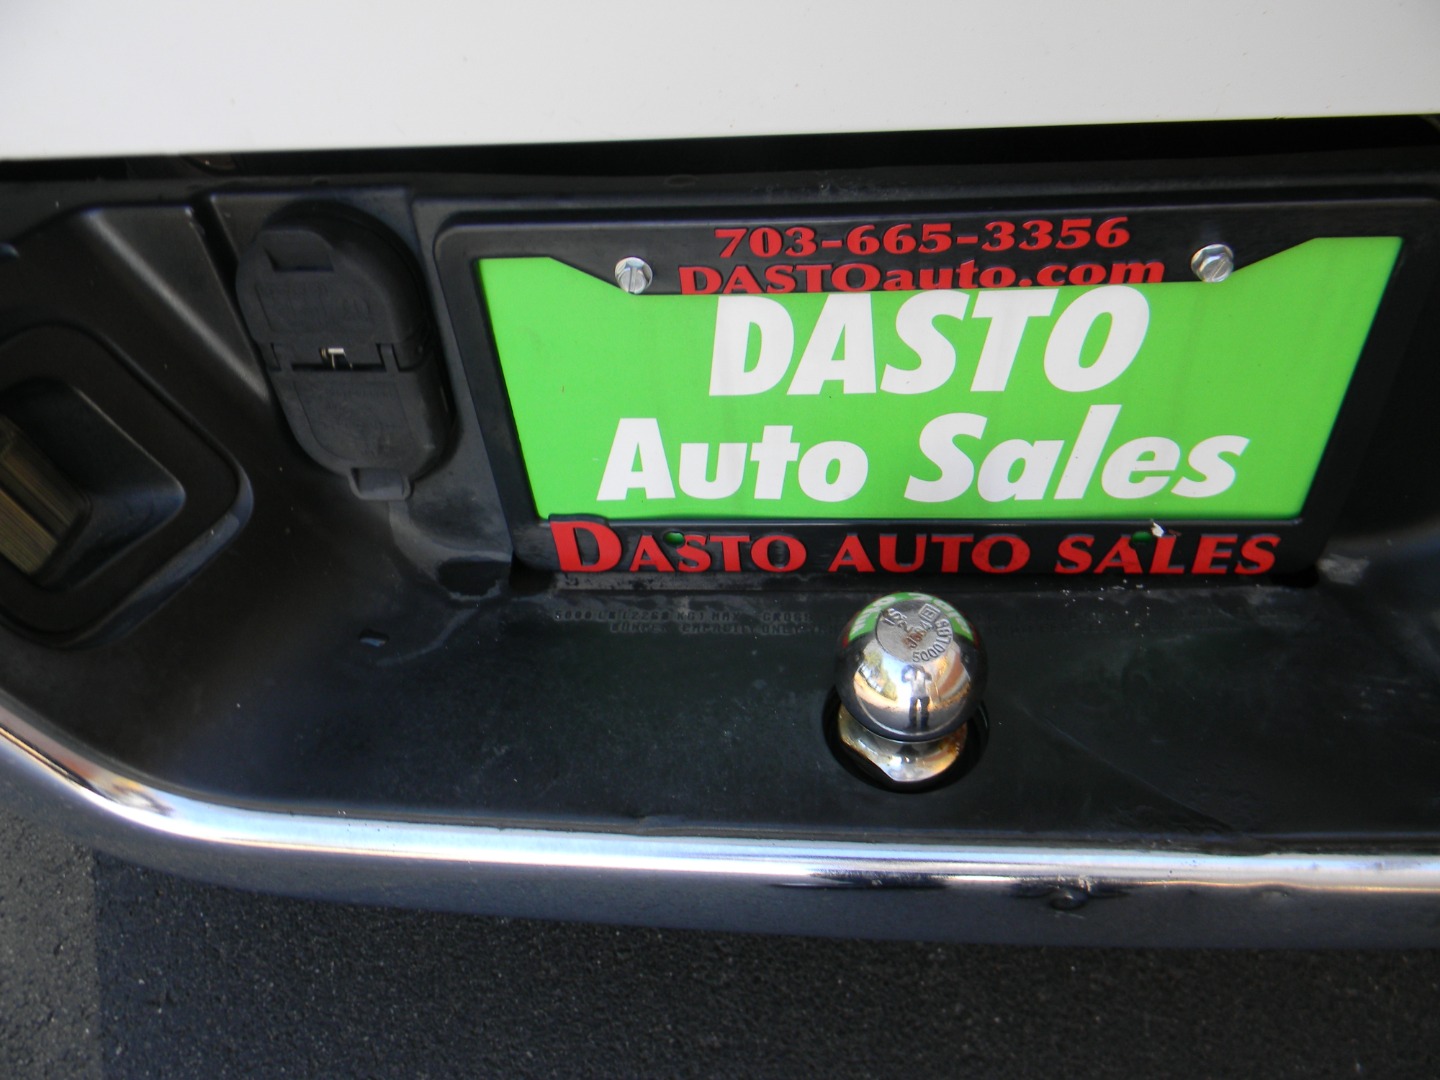 703-665-3356
DASTOauto.com
DASTO
Auto Sales
DASTO AUTO SALES